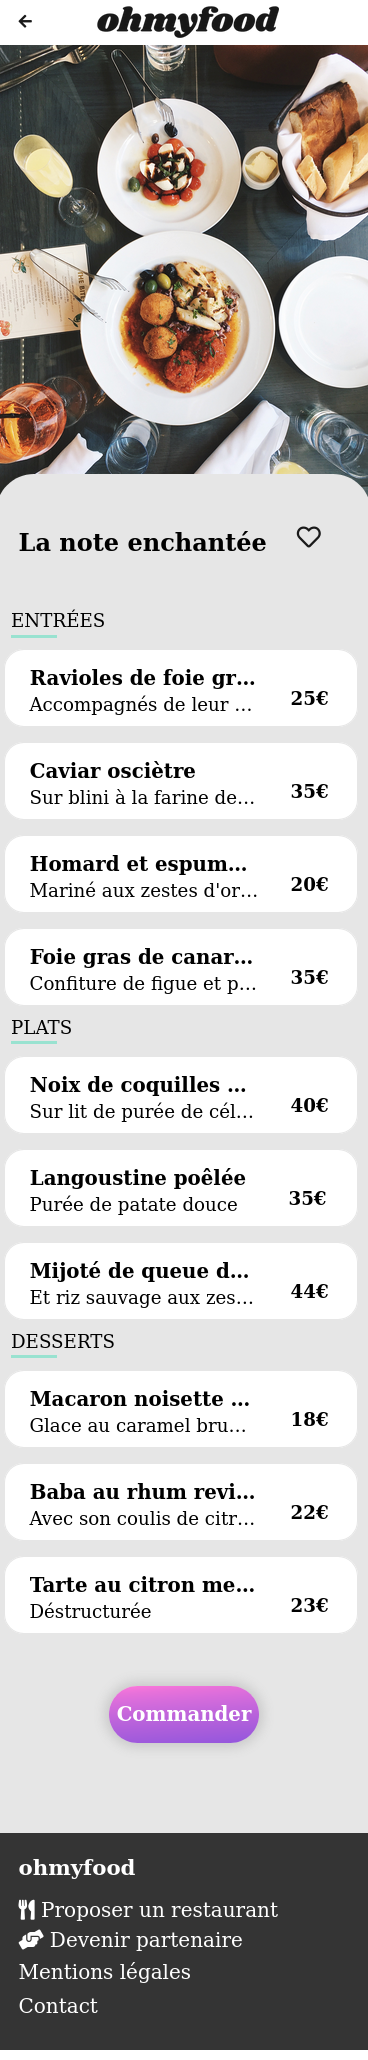 ohmyfood
La note enchantée
ENTRÉES
Ravioles de foie gr...
Accompagnés de leur ...
25€
Caviar osciètre
Sur blini à la farine de...
35€
Homard et espum...
Mariné aux zestes d'or...
20€
Foie gras de canar...
Confiture de figue et p...
35€
PLATS
Noix de coquilles ...
Sur lit de purée de cél...
40€
Langoustine poêlée
Purée de patate douce
35€
Mijoté de queue d...
Et riz sauvage aux zes...
44€
DESSERTS
Macaron noisette ...
Glace au caramel bru...
18€
Baba au rhum revi...
Avec son coulis de citr...
22€
Tarte au citron me...
Déstructurée
23€
Commander
ohmyfood
Proposer un restaurant
Devenir partenaire
Mentions légales
Contact